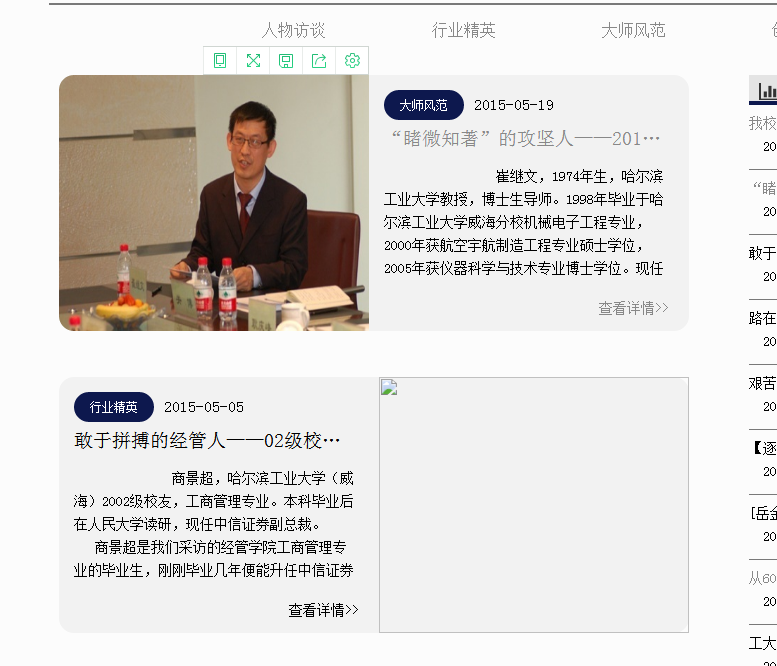 人物访谈
行业精英
大师风范
大师风范 2015-05-19
“睹微知著”的攻坚人——201…
崔继文，1974年生，哈尔滨
工业大学教授，博士生导师。1998年毕业于哈
尔滨工业大学威海分校机械电子工程专业，
2000年获航空宇航制造工程专业硕士学位，
2005年获仪器科学与技术专业博士学位。现任
查看详情>>
行业精英 2015-05-05
敢于拼搏的经管人——02级校…
商景超，哈尔滨工业大学（威
海）2002级校友，工商管理专业。本科毕业后
在人民大学读研，现任中信证券副总裁。
商景超是我们采访的经管学院工商管理专
业的毕业生，刚刚毕业几年便能升任中信证券
查看详情>>
我校
20
“睹
20
敢于
20
路在
20
艰苦
20
【逐
20
[岳金
20
从60
20
工大